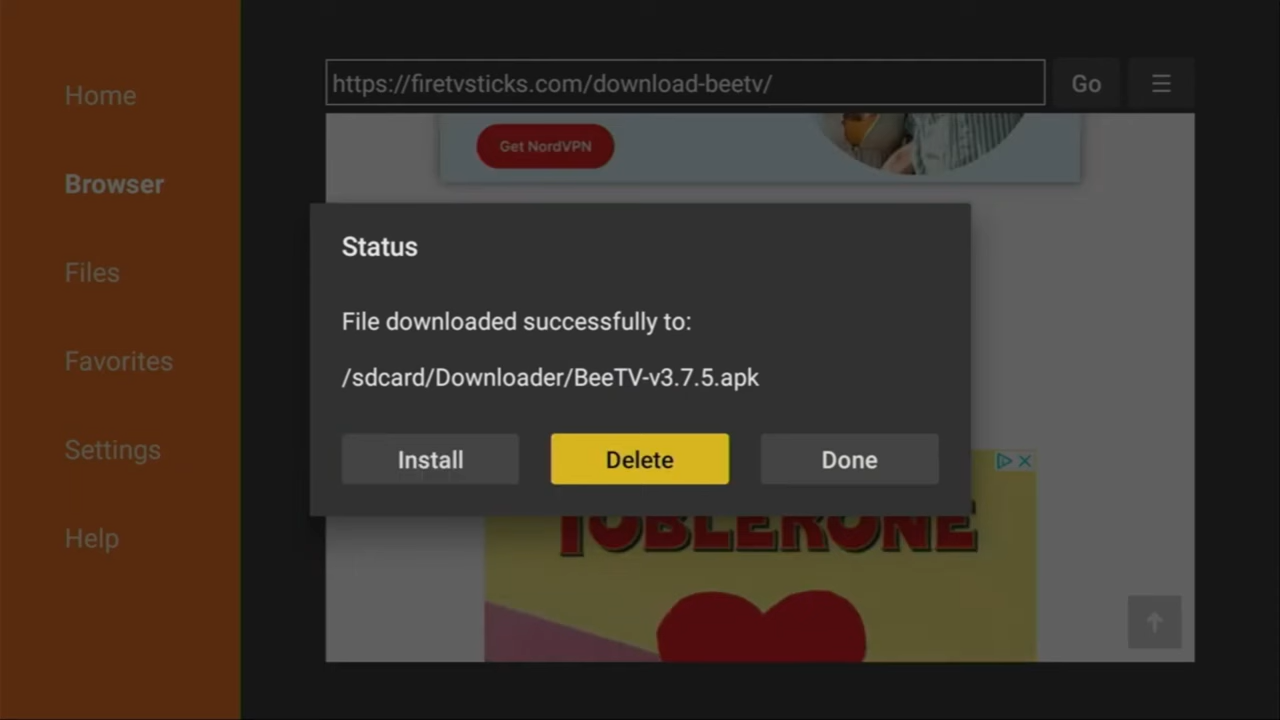 Home
Browser
Files
Favorites
Settings
Help
https://firetvsticks.com/download-beetv/
Go
Get NordVPN
Status
File downloaded successfully to:
/sdcard/Downloader/BeeTV-v3.7.5.apk
Install
Delete
Done
TOBLERONE